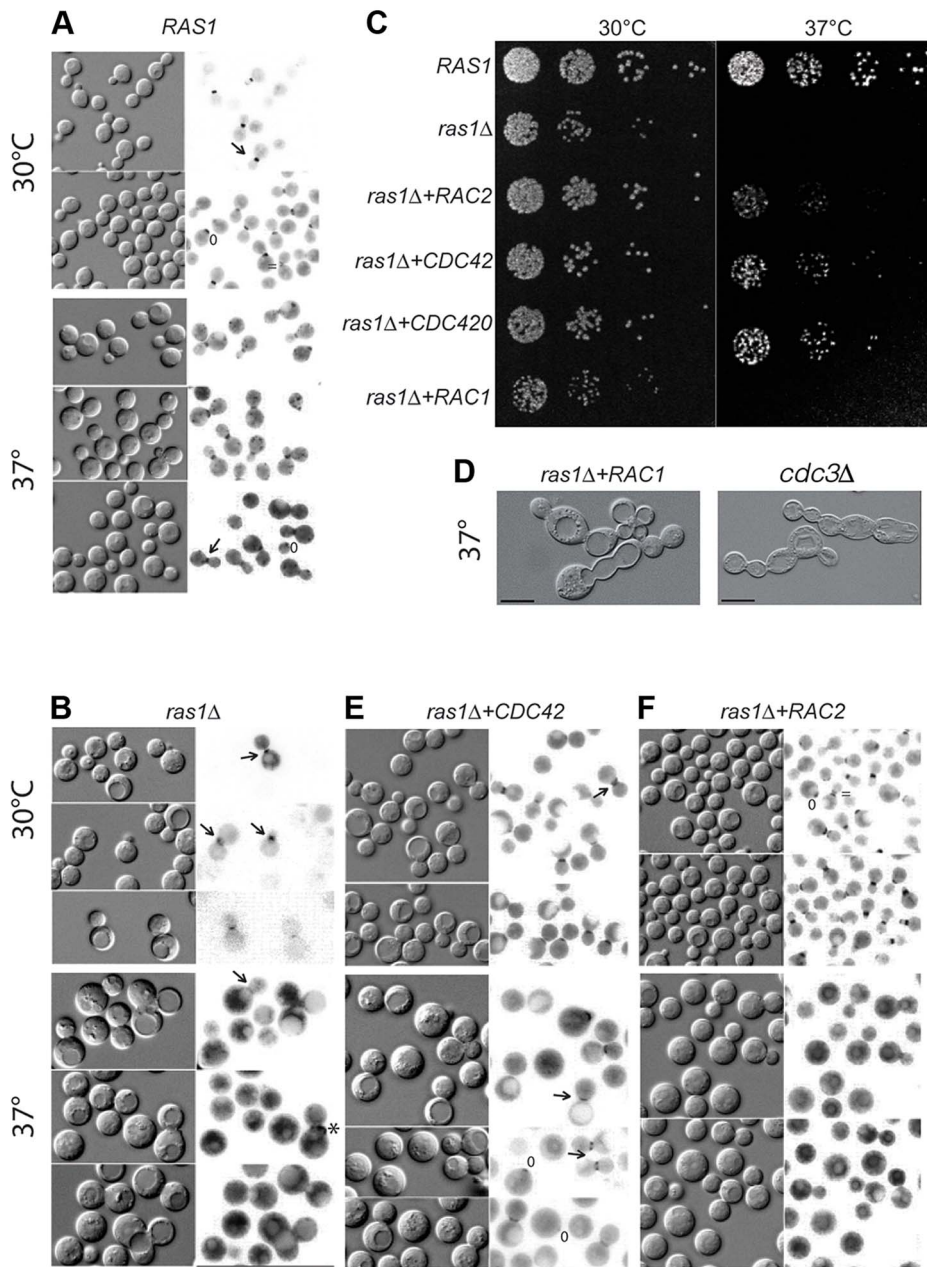 A
RAS1
30°C
0
=
37°
0
C
30°C
37°C
RAS1
ras1Δ
ras1Δ+RAC2
ras1Δ+CDC42
ras1Δ+CDC420
ras1Δ+RAC1
D
ras1Δ+RAC1
cdc3Δ
37°
B
ras1Δ
30°C
37°
*
E
ras1Δ+CDC42
0
0
F
ras1Δ+RAC2
0
=